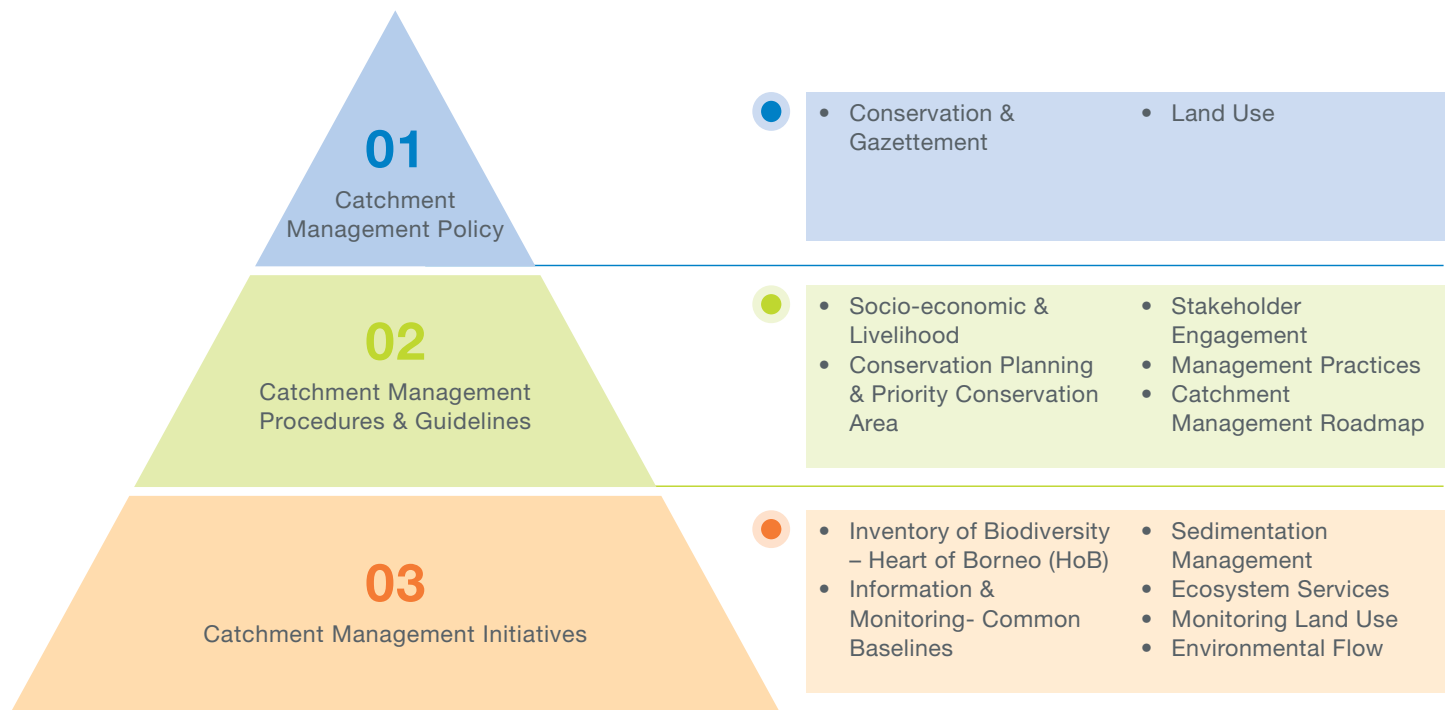 01
Catchment
Management Policy
• Conservation &
Gazettement
• Land Use
02
Catchment Management
Procedures & Guidelines
• Socio-economic &
Livelihood
• Conservation Planning
& Priority Conservation
Area
• Stakeholder
Engagement
• Management Practices
• Catchment
Management Roadmap
03
Catchment Management Initiatives
• Inventory of Biodiversity
– Heart of Borneo (HoB)
• Information &
Monitoring- Common
Baselines
• Sedimentation
Management
• Ecosystem Services
• Monitoring Land Use
• Environmental Flow